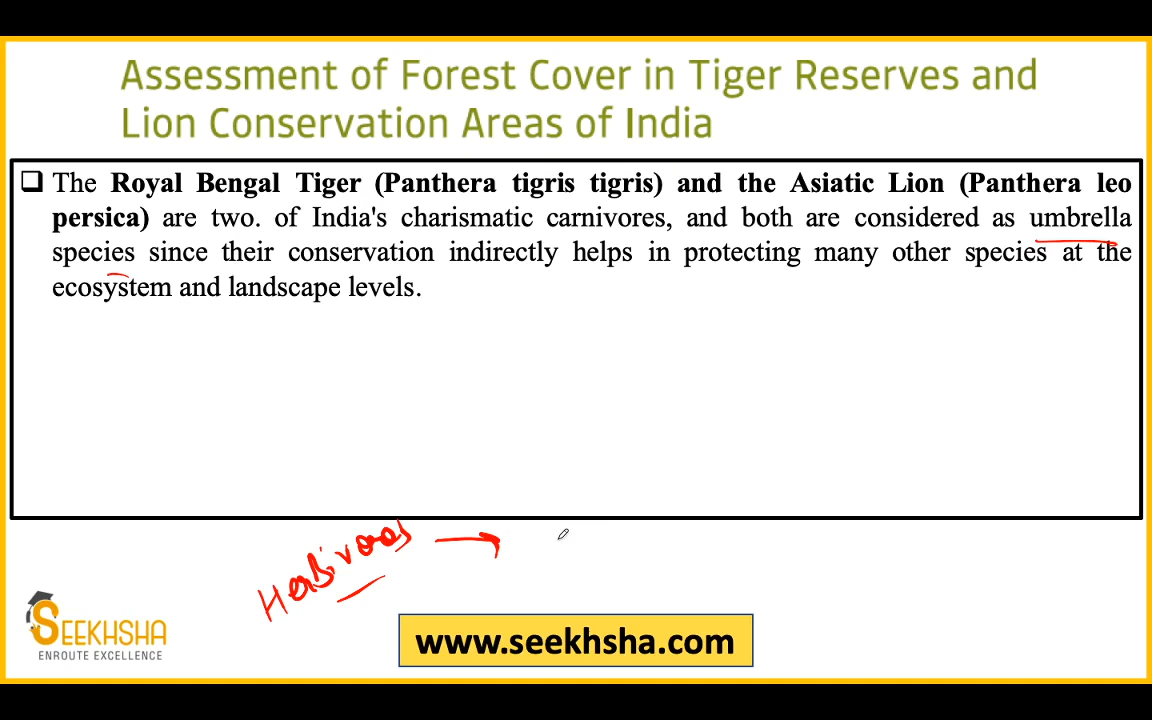 Assessment of Forest Cover in Tiger Reserves and
Lion Conservation Areas of India
The Royal Bengal Tiger (Panthera tigris tigris) and the Asiatic Lion (Panthera leo
persica) are two. of India's charismatic carnivores, and both are considered as umbrella
species since their conservation indirectly helps in protecting many other species at the
ecosystem and landscape levels.
Herbivores
SEEKHSHA
ENROUTE EXCELLENCE
www.seekhsha.com